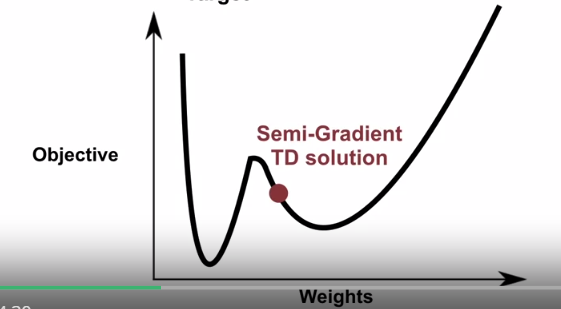 Semi-Gradient
TD solution
Objective
Weights